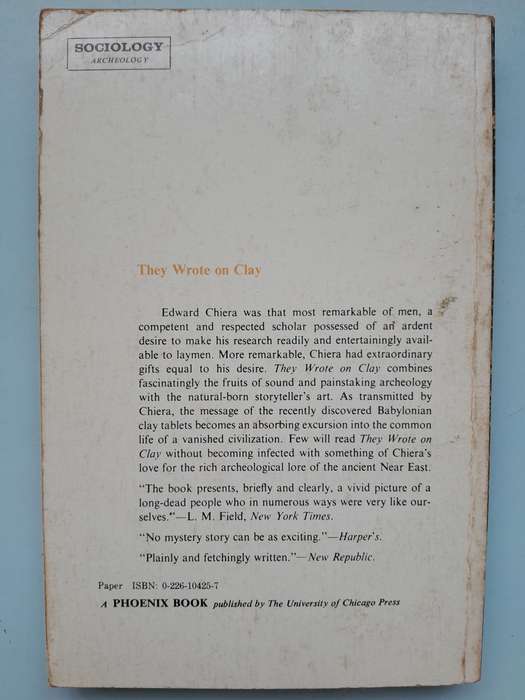 SOCIOLOGY
ARCHEOLOGY
They Wrote on Clay
Edward Chiera was that most remarkable of men, a
competent and respected scholar possessed of an ardent
desire to make his research readily and entertainingly avail-
able to laymen. More remarkable, Chiera had extraordinary
gifts equal to his desire. They Wrote on Clay combines
fascinatingly the fruits of sound and painstaking archeology
with the natural-born storyteller's art. As transmitted by
Chiera, the message of the recently discovered Babylonian
clay tablets becomes an absorbing excursion into the common
life of a vanished civilization. Few will read They Wrote on
Clay without becoming infected with something of Chiera's
love for the rich archeological lore of the ancient Near East.
"The book presents, briefly and clearly, a vivid picture of a
long-dead people who in numerous ways were very like our-
selves."—L. M. Field, New York Times.
"No mystery story can be as exciting."—Harper's.
"Plainly and fetchingly written."—New Republic.
Paper ISBN: 0-226-10425-7
A PHOENIX BOOK published by The University of Chicago Press